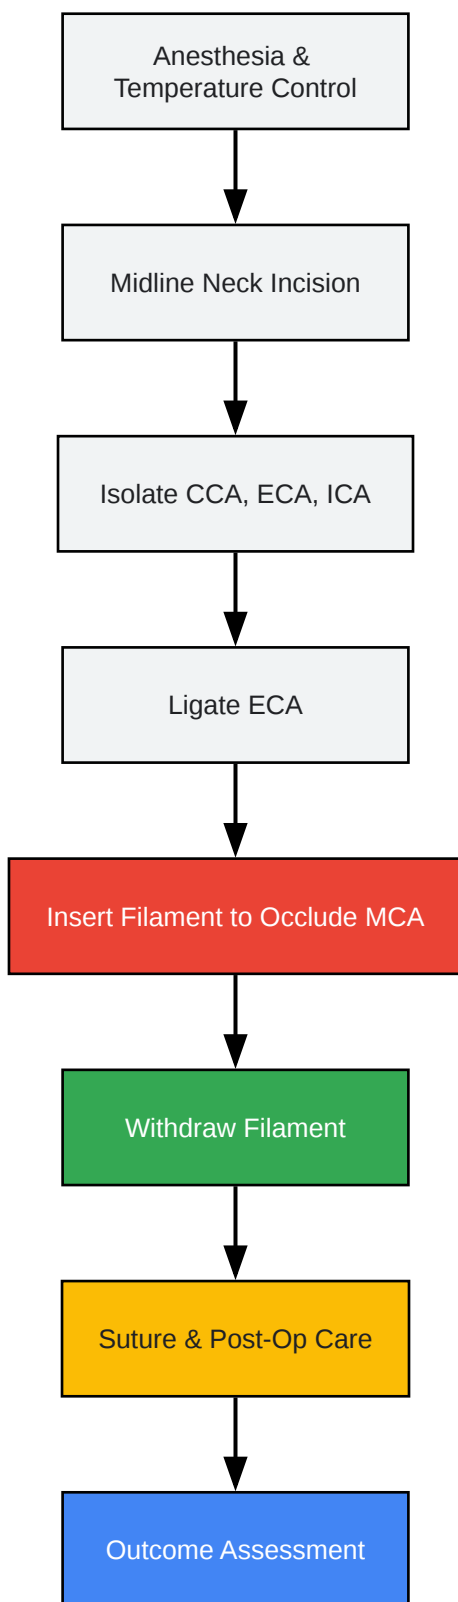 Anesthesia &
Temperature Control
Midline Neck Incision
Isolate CCA, ECA, ICA
Ligate ECA
Insert Filament to Occlude MCA
Withdraw Filament
Suture & Post-Op Care
Outcome Assessment